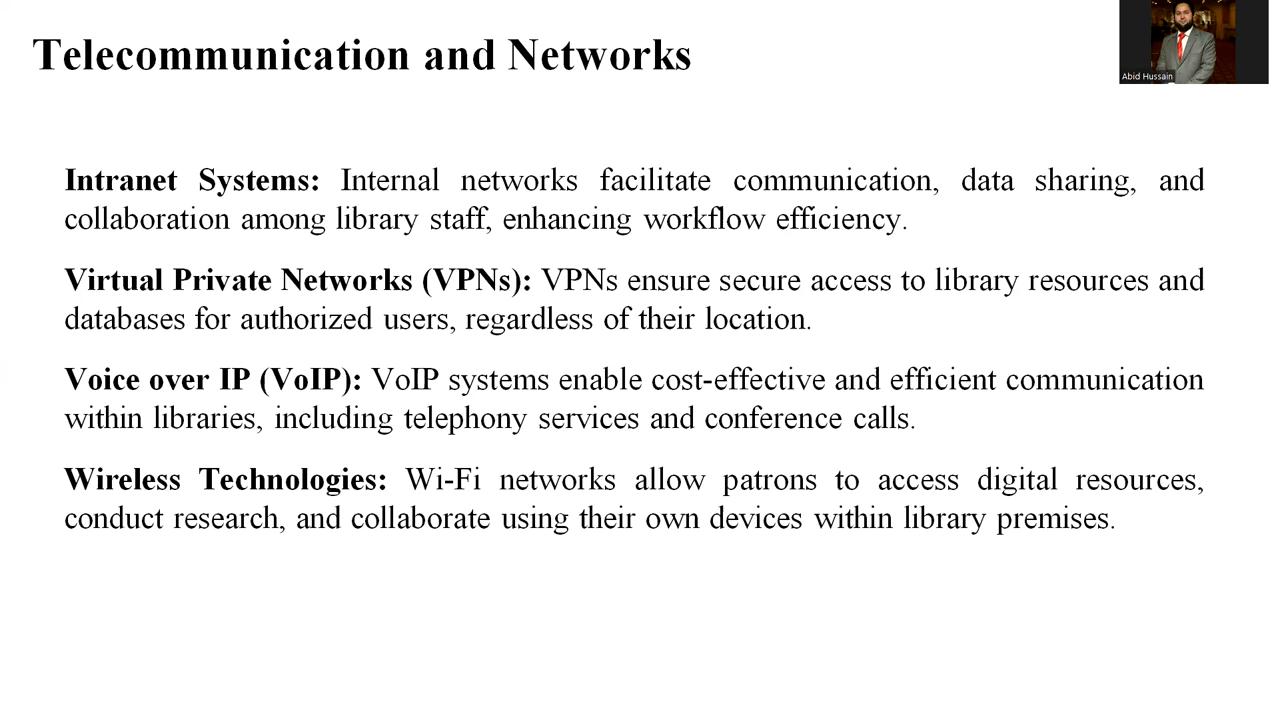 Telecommunication and Networks
Abid Hussain
Intranet Systems: Internal networks facilitate communication, data sharing, and
collaboration among library staff, enhancing workflow efficiency.
Virtual Private Networks (VPNs): VPNs ensure secure access to library resources and
databases for authorized users, regardless of their location.
Voice over IP (VoIP): VoIP systems enable cost-effective and efficient communication
within libraries, including telephony services and conference calls.
Wireless Technologies: Wi-Fi networks allow patrons to access digital resources,
conduct research, and collaborate using their own devices within library premises.